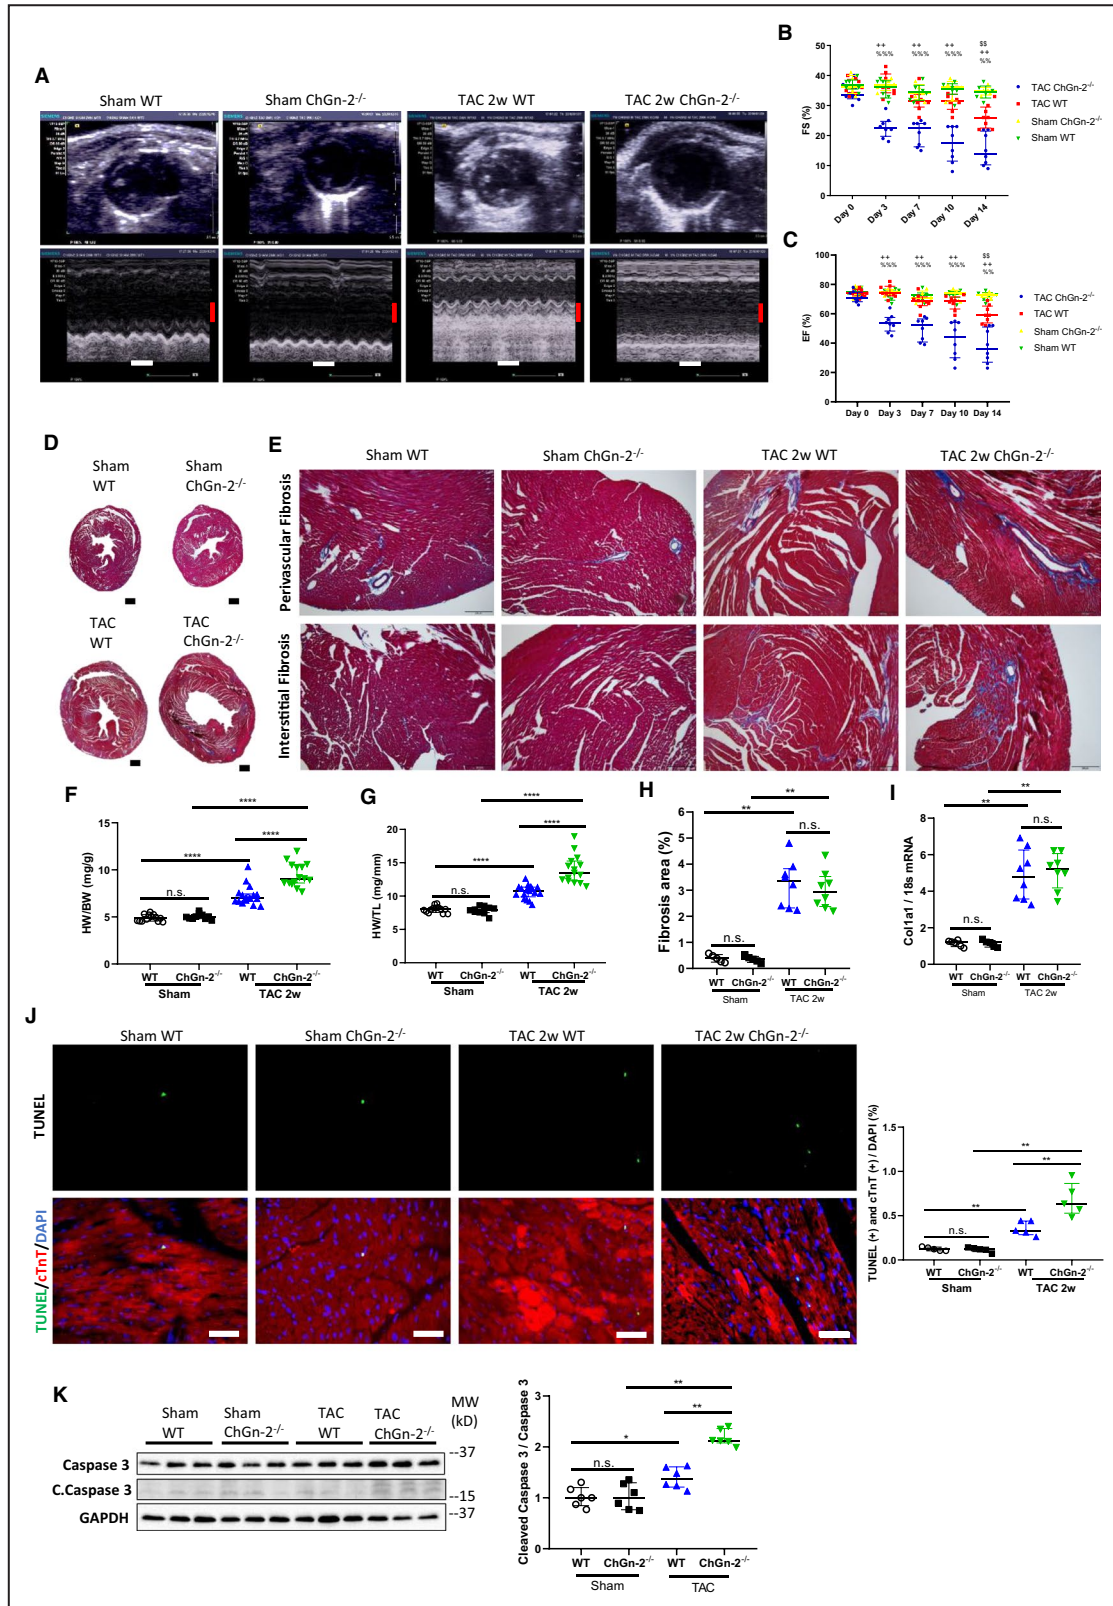 A
Sham WT
Sham ChGn-2-/-
TAC 2w WT
TAC 2w ChGn-2-/-
B
FS (%)
50
40
30
20
10
0
++
%%%
++
%%%
++
%%%
$$
++
%%
Day 0
Day 3
Day 7
Day 10
Day 14
TAC ChGn-2-/-
TAC WT
Sham ChGn-2-/-
Sham WT
C
EF (%)
100
80
60
40
20
0
++
%%%
++
%%%
++
%%%
$$
++
%%
Day 0
Day 3
Day 7
Day 10
Day 14
TAC ChGn-2-/-
TAC WT
Sham ChGn-2-/-
Sham WT
D
Sham
WT
Sham
ChGn-2-/-
TAC
WT
TAC
ChGn-2-/-
E
Sham WT
Sham ChGn-2-/-
TAC 2w WT
TAC 2w ChGn-2-/-
Perivascular Fibrosis
Interstitial Fibrosis
F
HW/BW (mg/g)
15
10
5
0
****
****
****
n.s.
WT
ChGn-2-/-
WT
ChGn-2-/-
Sham
TAC 2w
G
HW/TL (mg/mm)
20
15
10
5
0
****
****
****
n.s.
WT
ChGn-2-/-
WT
ChGn-2-/-
Sham
TAC 2w
H
Fibrosis area (%)
6
5
4
3
2
1
0
**
**
n.s.
n.s.
WT
ChGn-2-/-
WT
ChGn-2-/-
Sham
TAC 2w
I
Col1a1 / 18s mRNA
8
6
4
2
0
**
**
n.s.
n.s.
WT
ChGn-2-/-
WT
ChGn-2-/-
Sham
TAC 2w
J
Sham WT
Sham ChGn-2-/-
TAC 2w WT
TAC 2w ChGn-2-/-
TUNEL
TUNEL/cTnT/DAPI
TUNEL (+) and cTnT (+) / DAPI (%)
1.5
1.0
0.5
0.0
**
**
**
n.s.
WT
ChGn-2-/-
WT
ChGn-2-/-
Sham
TAC 2w
K
Sham
WT
Sham
ChGn-2-/-
TAC
WT
TAC
ChGn-2-/-
MW
(kD)
Caspase 3
--37
C.Caspase 3
--15
GAPDH
--37
Cleaved Caspase 3 / Caspase 3
3
2
1
0
**
**
*
n.s.
WT
ChGn-2-/-
WT
ChGn-2-/-
Sham
TAC